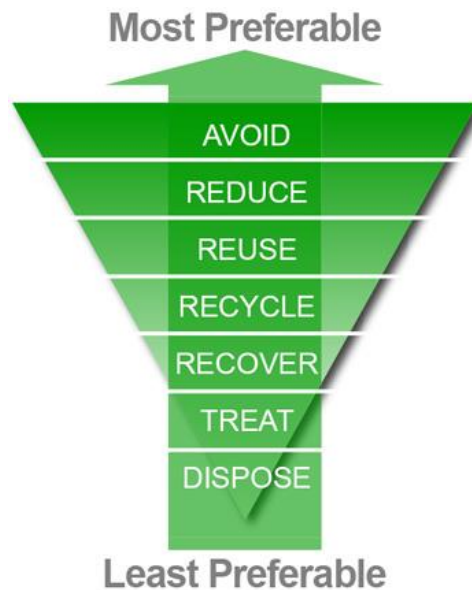 Most Preferable
AVOID
REDUCE
REUSE
RECYCLE
RECOVER
TREAT
DISPOSE
Least Preferable